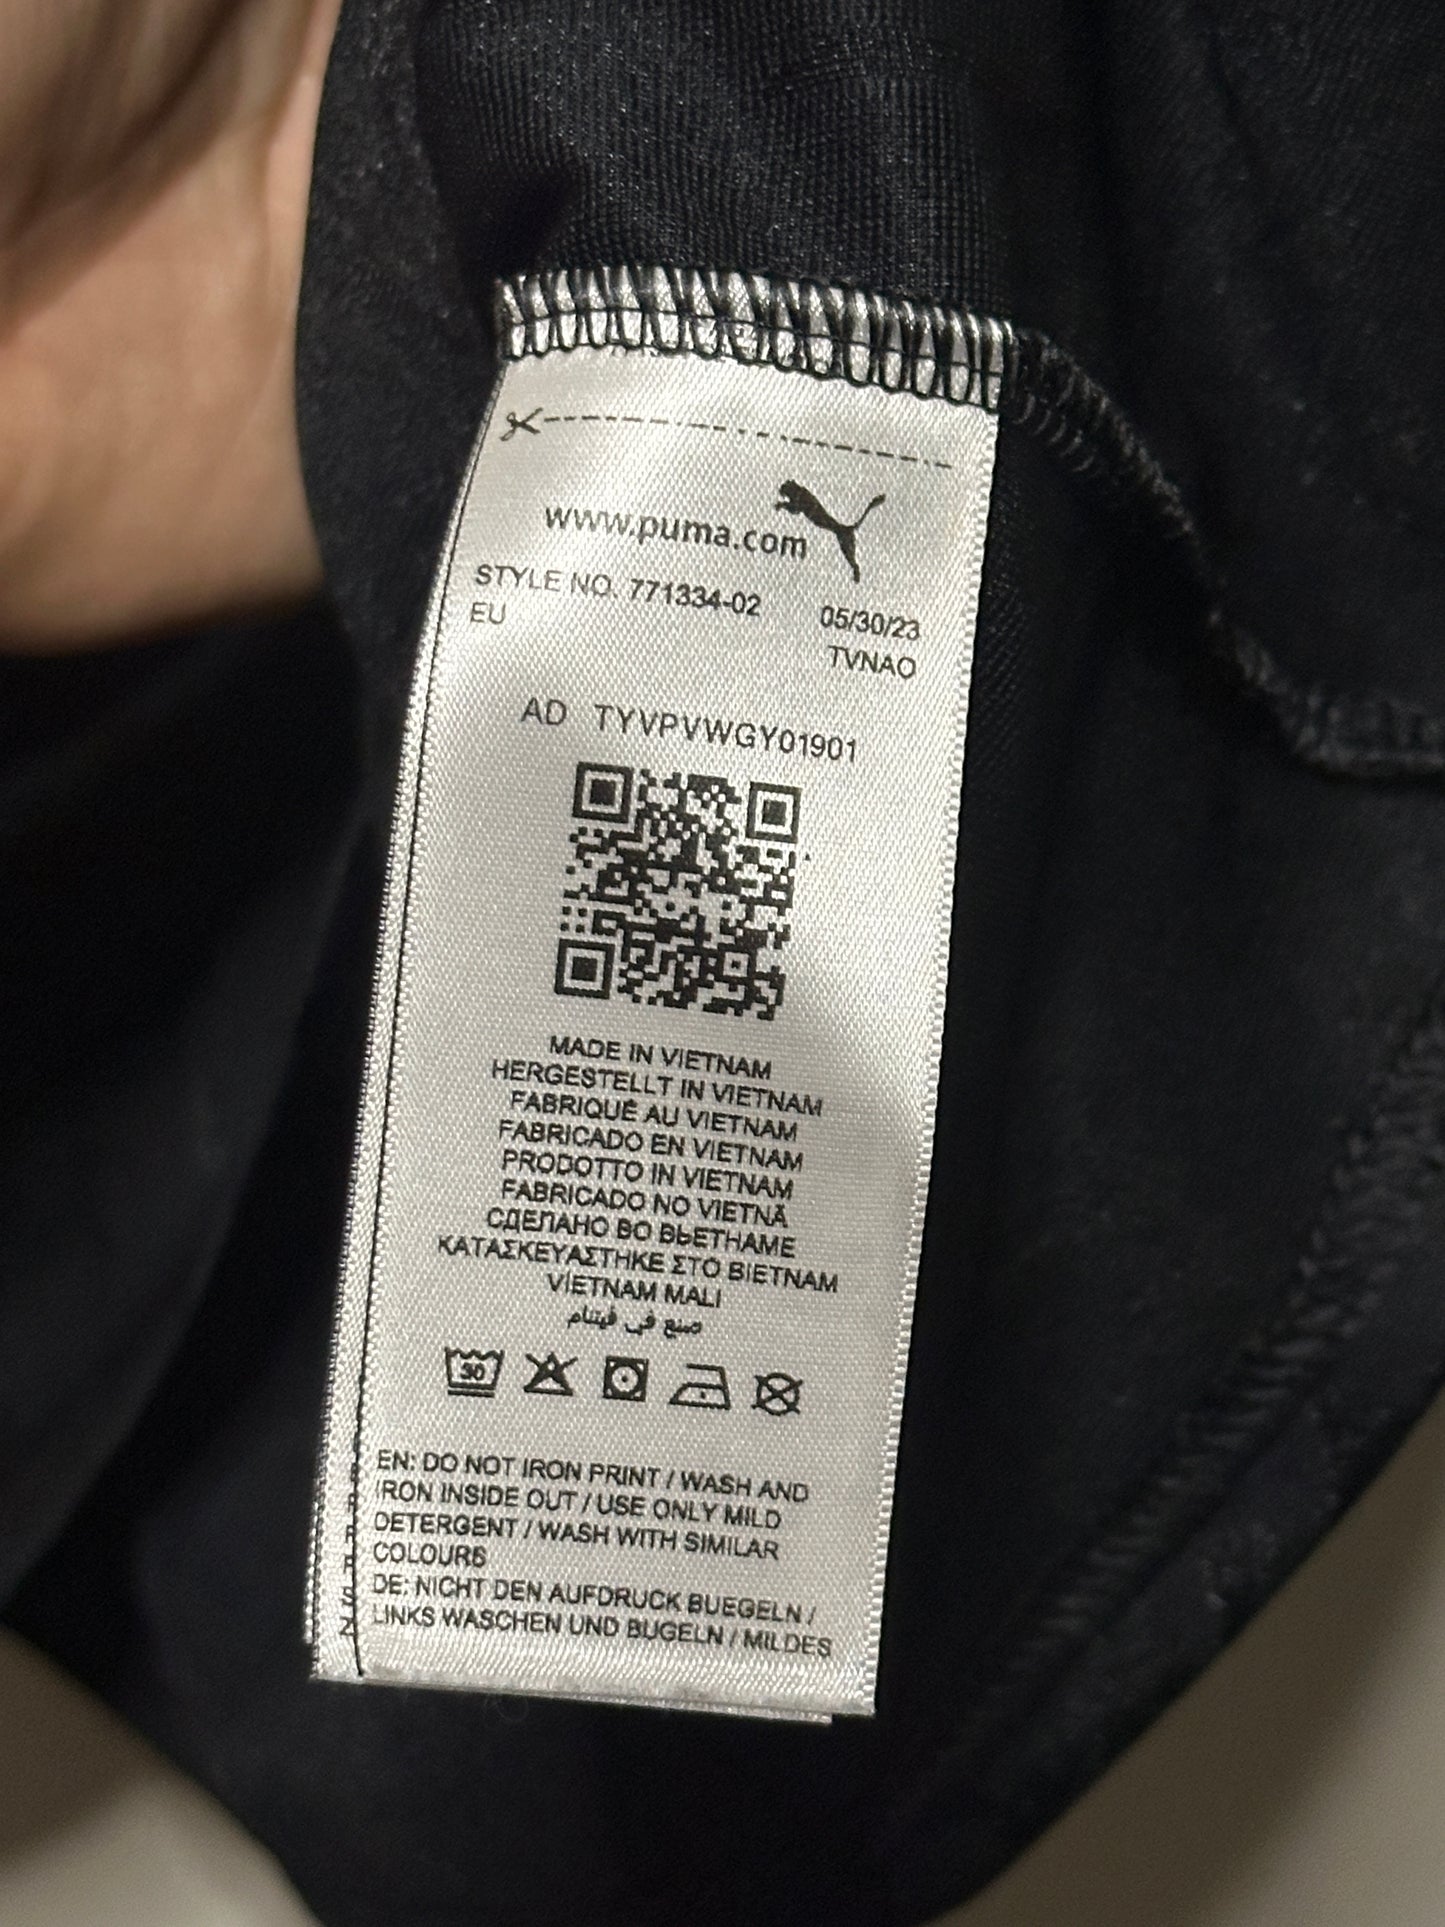 www.puma.com
STYLE NO. 771334-02 05/30/23
EU TVNAO
AD TYVPVWGY01901
MADE IN VIETNAM
HERGESTELLT IN VIETNAM
FABRIQUÉ AU VIETNAM
FABRICADO EN VIETNAM
PRODOTTO IN VIETNAM
FABRICADO NO VIETNÃ
СДЕЛАНО ВО ВЬЕТНАМЕ
ΚΑΤΑΣΚΕΥΑΣΤΗΚΕ ΣΤΟ ΒΙΕΤΝΑΜ
VİETNAM MALI
صنع في فيتنام
30
EN: DO NOT IRON PRINT / WASH AND
IRON INSIDE OUT / USE ONLY MILD
DETERGENT / WASH WITH SIMILAR
COLOURS
DE: NICHT DEN AUFDRUCK BUEGELN /
LINKS WASCHEN UND BUGELN / MILDES